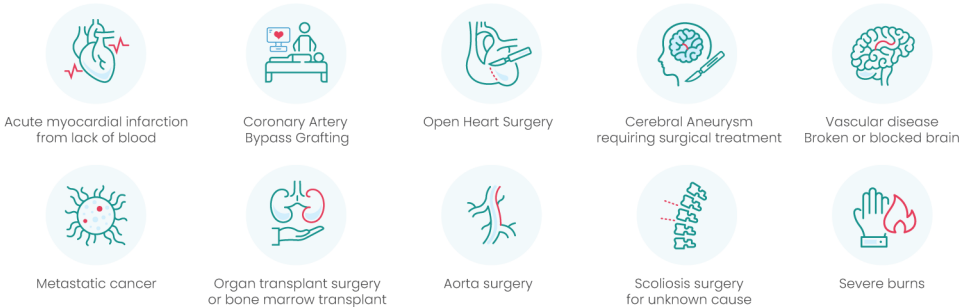 Acute myocardial infarction
from lack of blood
Coronary Artery
Bypass Grafting
Open Heart Surgery
Cerebral Aneurysm
requiring surgical treatment
Vascular disease
Broken or blocked brain
Metastatic cancer
Organ transplant surgery
or bone marrow transplant
Aorta surgery
Scoliosis surgery
for unknown cause
Severe burns